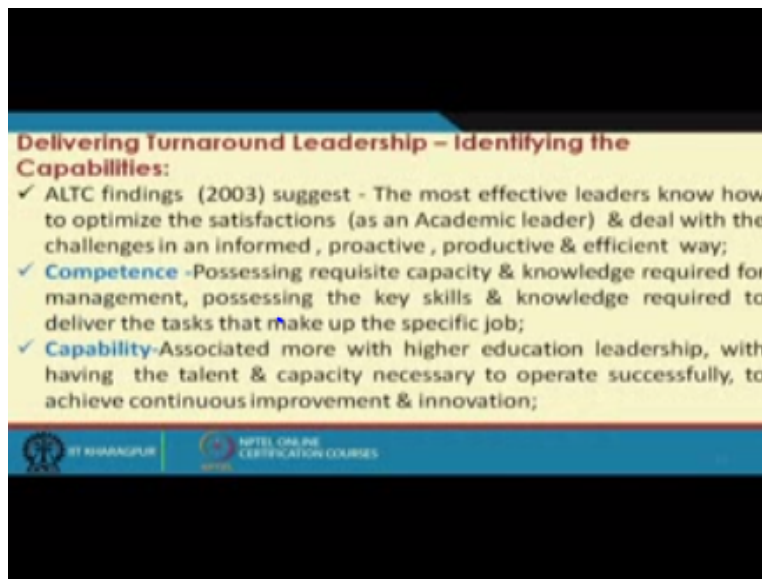 Delivering Turnaround Leadership – Identifying the
Capabilities:
✓ ALTC findings (2003) suggest - The most effective leaders know how
to optimize the satisfactions (as an Academic leader) & deal with the
challenges in an informed , proactive , productive & efficient way;
✓ Competence -Possessing requisite capacity & knowledge required for
management, possessing the key skills & knowledge required to
deliver the tasks that make up the specific job;
✓ Capability-Associated more with higher education leadership, with
having the talent & capacity necessary to operate successfully, to
achieve continuous improvement & innovation;
IIT KHARAGPUR
NPTEL ONLINE
CERTIFICATION COURSES
NPTEL